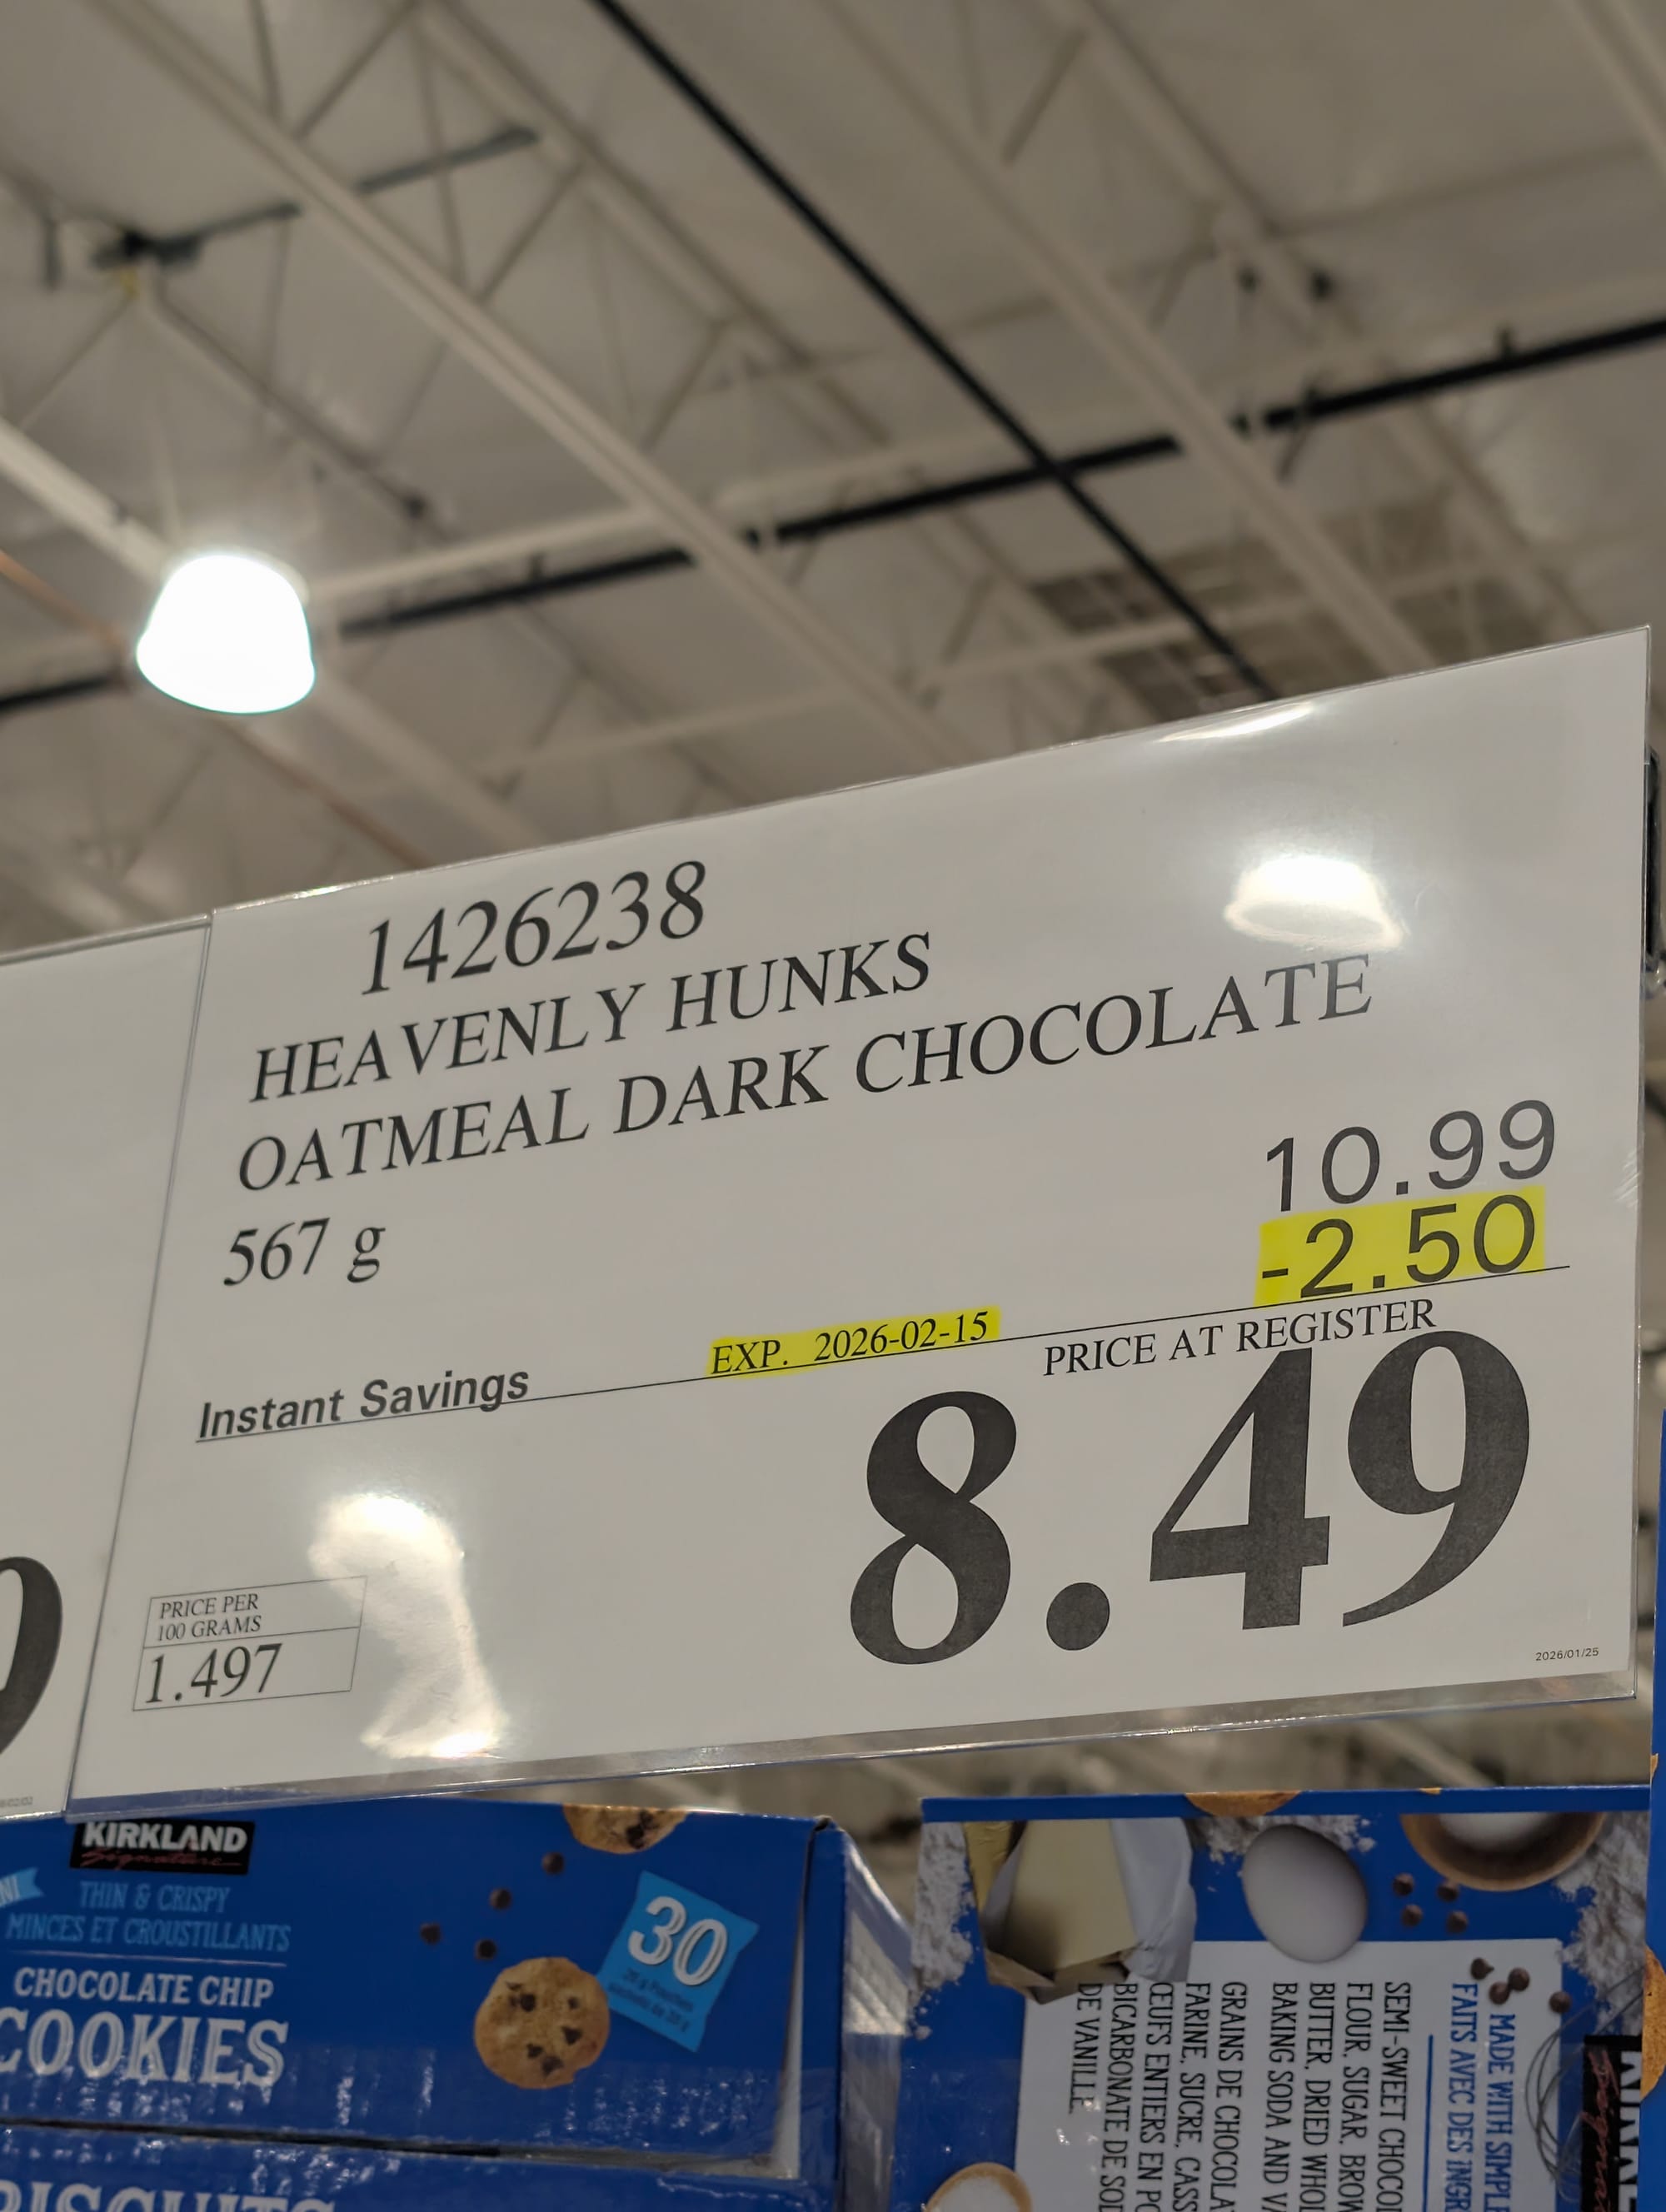 1426238
HEAVENLY HUNKS
OATMEAL DARK CHOCOLATE
567 g
10.99
-2.50
Instant Savings
EXP. 2026-02-15
PRICE AT REGISTER
8.49
PRICE PER
100 GRAMS
1.497
2026/01/25
KIRKLAND
Signature
THIN & CRISPY
MINCES ET CROUSTILLANTS
CHOCOLATE CHIP
COOKIES
30
MADE WITH
FAITS AVEC DES
SEMI-SWEET
FLOUR, SUGAR,
BUTTER, DRIED
BAKING SODA AND
GRAINS DE
FARINE, SUCRE,
ŒUFS ENTIERS EN
BICARBONATE DE
DE VANILLE.